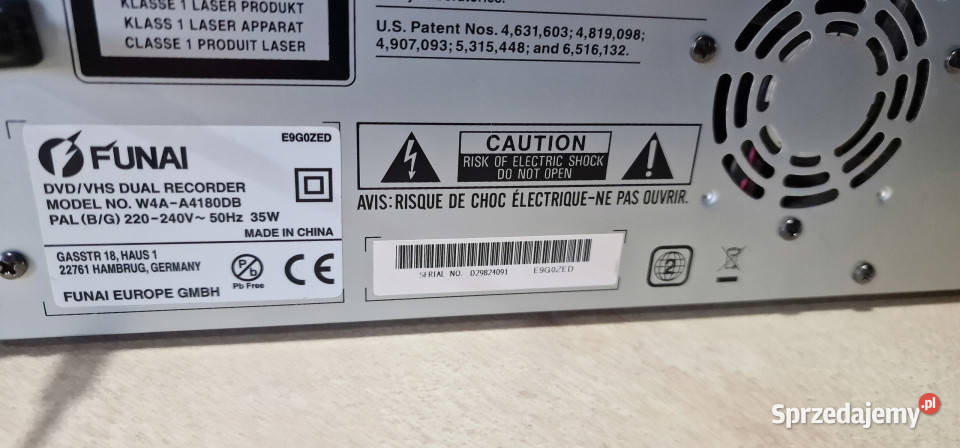 KLASSE 1 LASER PRODUKT
KLASS 1 LASER APPARAT
CLASSE 1 PRODUIT LASER
U.S. Patent Nos. 4,631,603; 4,819,098;
4,907,093; 5,315,448; and 6,516,132.
E9G0ZED
FUNAI
DVD/VHS DUAL RECORDER
MODEL NO. W4A-A4180DB
PAL (B/G) 220-240V~ 50Hz 35W
MADE IN CHINA
GASSTR 18, HAUS 1
22761 HAMBRUG, GERMANY
FUNAI EUROPE GMBH
Pb
Pb Free
CE
CAUTION
RISK OF ELECTRIC SHOCK
DO NOT OPEN
AVIS: RISQUE DE CHOC ÉLECTRIQUE-NE PAS OUVRIR.
SERIAL NO. D29824091 E9G0ZED
2
Sprzedajemy.pl